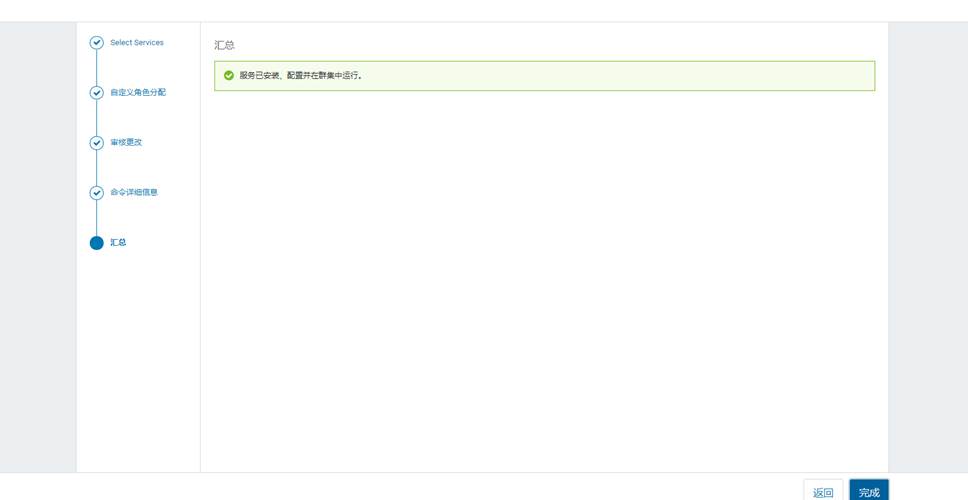 Select Services
自定义角色分配
审核更改
命令详细信息
汇总
汇总
服务已安装、配置并在群集中运行。
返回
完成